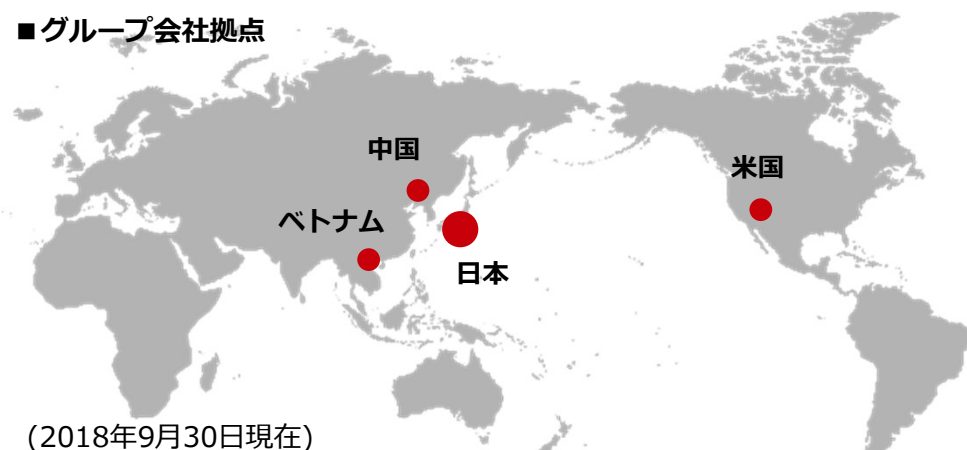 ■グループ会社拠点
中国
米国
ベトナム
日本
(2018年9月30日現在)